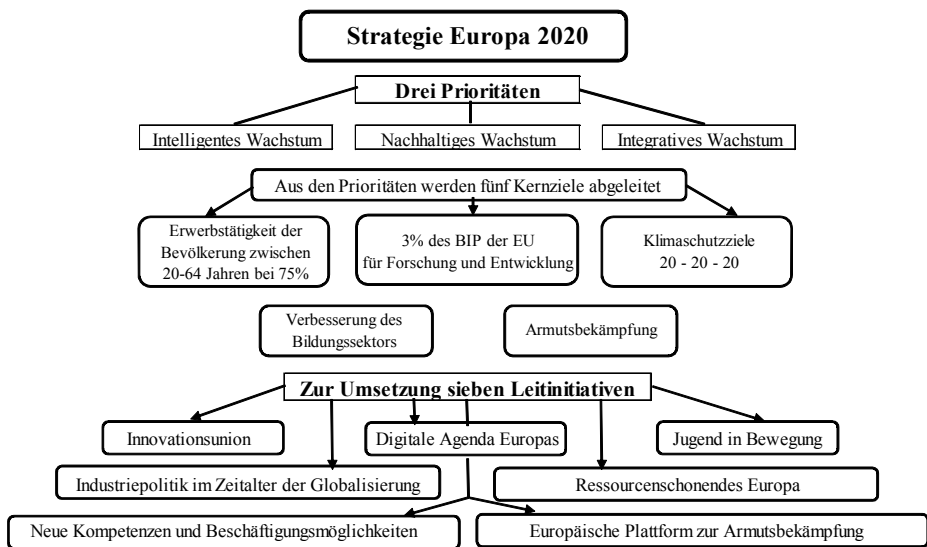 Strategie Europa 2020
Drei Prioritäten
Intelligentes Wachstum
Nachhaltiges Wachstum
Integratives Wachstum
Aus den Prioritäten werden fünf Kernziele abgeleitet
Erwerbstätigkeit der
Bevölkerung zwischen
20-64 Jahren bei 75%
3% des BIP der EU
für Forschung und Entwicklung
Klimaschutzziele
20 - 20 - 20
Verbesserung des
Bildungssektors
Armutsbekämpfung
Zur Umsetzung sieben Leitinitiativen
Innovationsunion
Digitale Agenda Europas
Jugend in Bewegung
Industriepolitik im Zeitalter der Globalisierung
Ressourcenschonendes Europa
Neue Kompetenzen und Beschäftigungsmöglichkeiten
Europäische Plattform zur Armutsbekämpfung